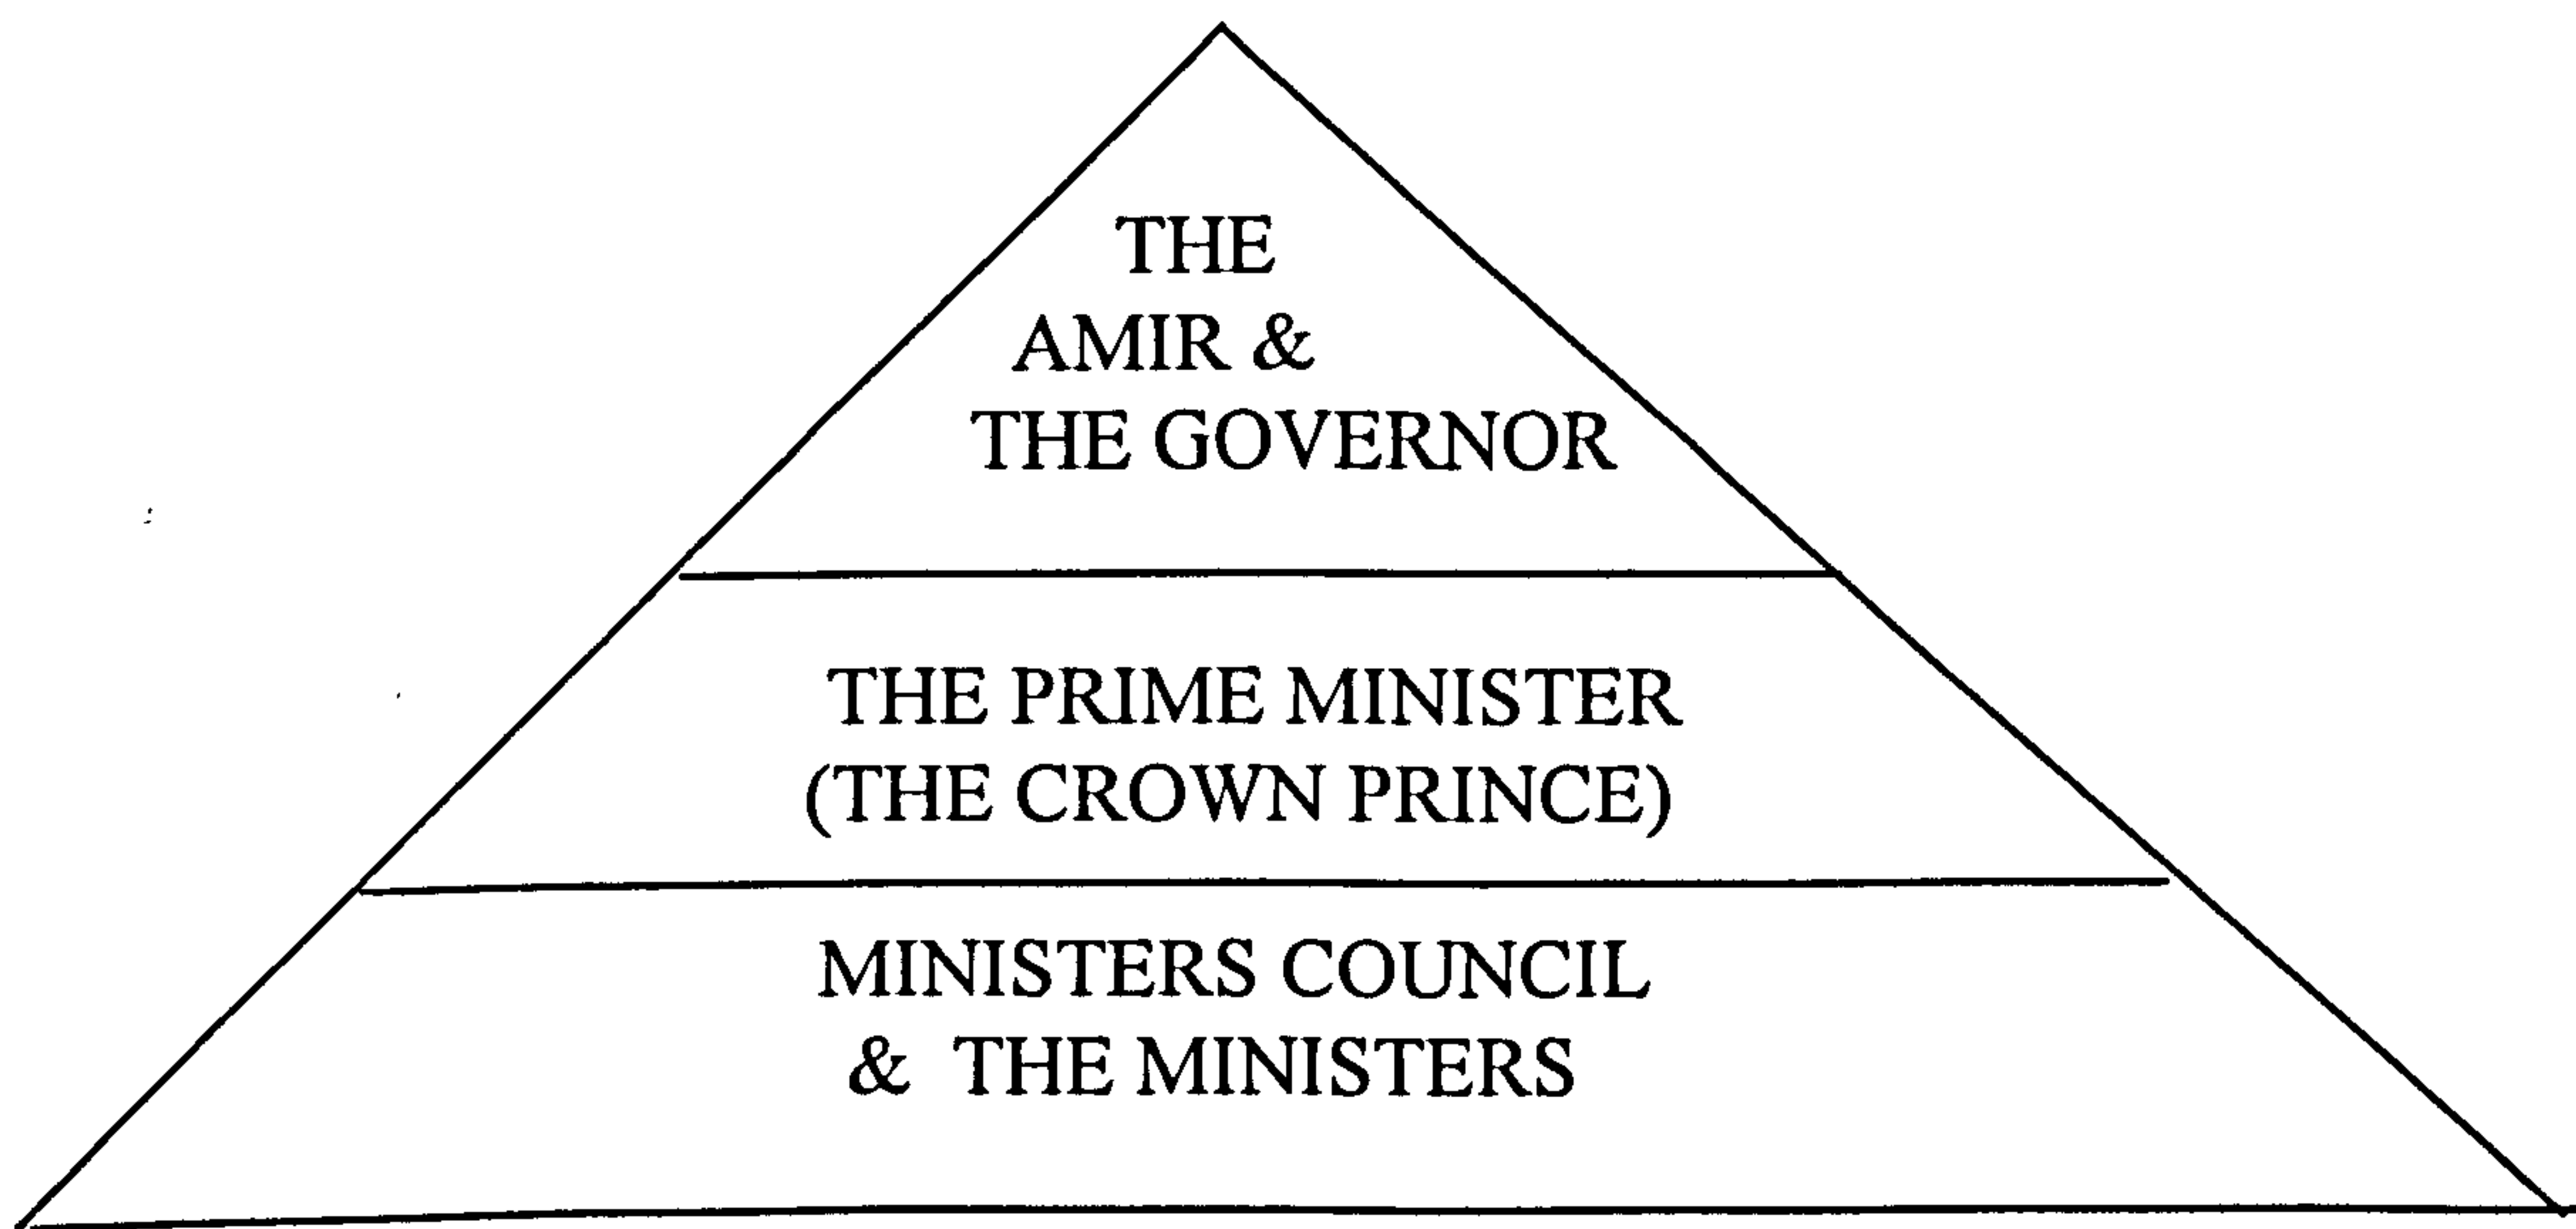 THE
AMIR &
THE GOVERNOR
THE PRIME MINISTER
(THE CROWN PRINCE)
MINISTERS COUNCIL
& THE MINISTERS